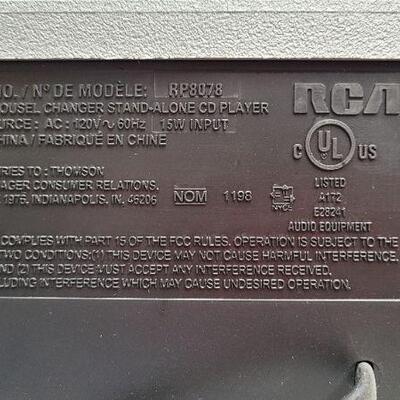 O. / Nº DE MODÈLE: RP8078
OUSEL CHANGER STAND-ALONE CD PLAYER
URCE: AC: 120V ~ 60Hz 15W INPUT
HINA / FABRIQUÉ EN CHINE
RCA
C UL US
LISTED
A172
E28241
AUDIO EQUIPMENT
RIES TO: THOMSON
AGER CONSUMER RELATIONS.
1976, INDIANAPOLIS, IN. 46206
NOM 1198 NYCE
COMPLIES WITH PART 15 OF THE FCC RULES. OPERATION IS SUBJECT TO THE
TWO CONDITIONS:(1) THIS DEVICE MAY NOT CAUSE HARMFUL INTERFERENCE.
ND (2) THIS DEVICE MUST ACCEPT ANY INTERFERENCE RECEIVED.
LUDING INTERFERENCE WHICH MAY CAUSE UNDESIRED OPERATION.